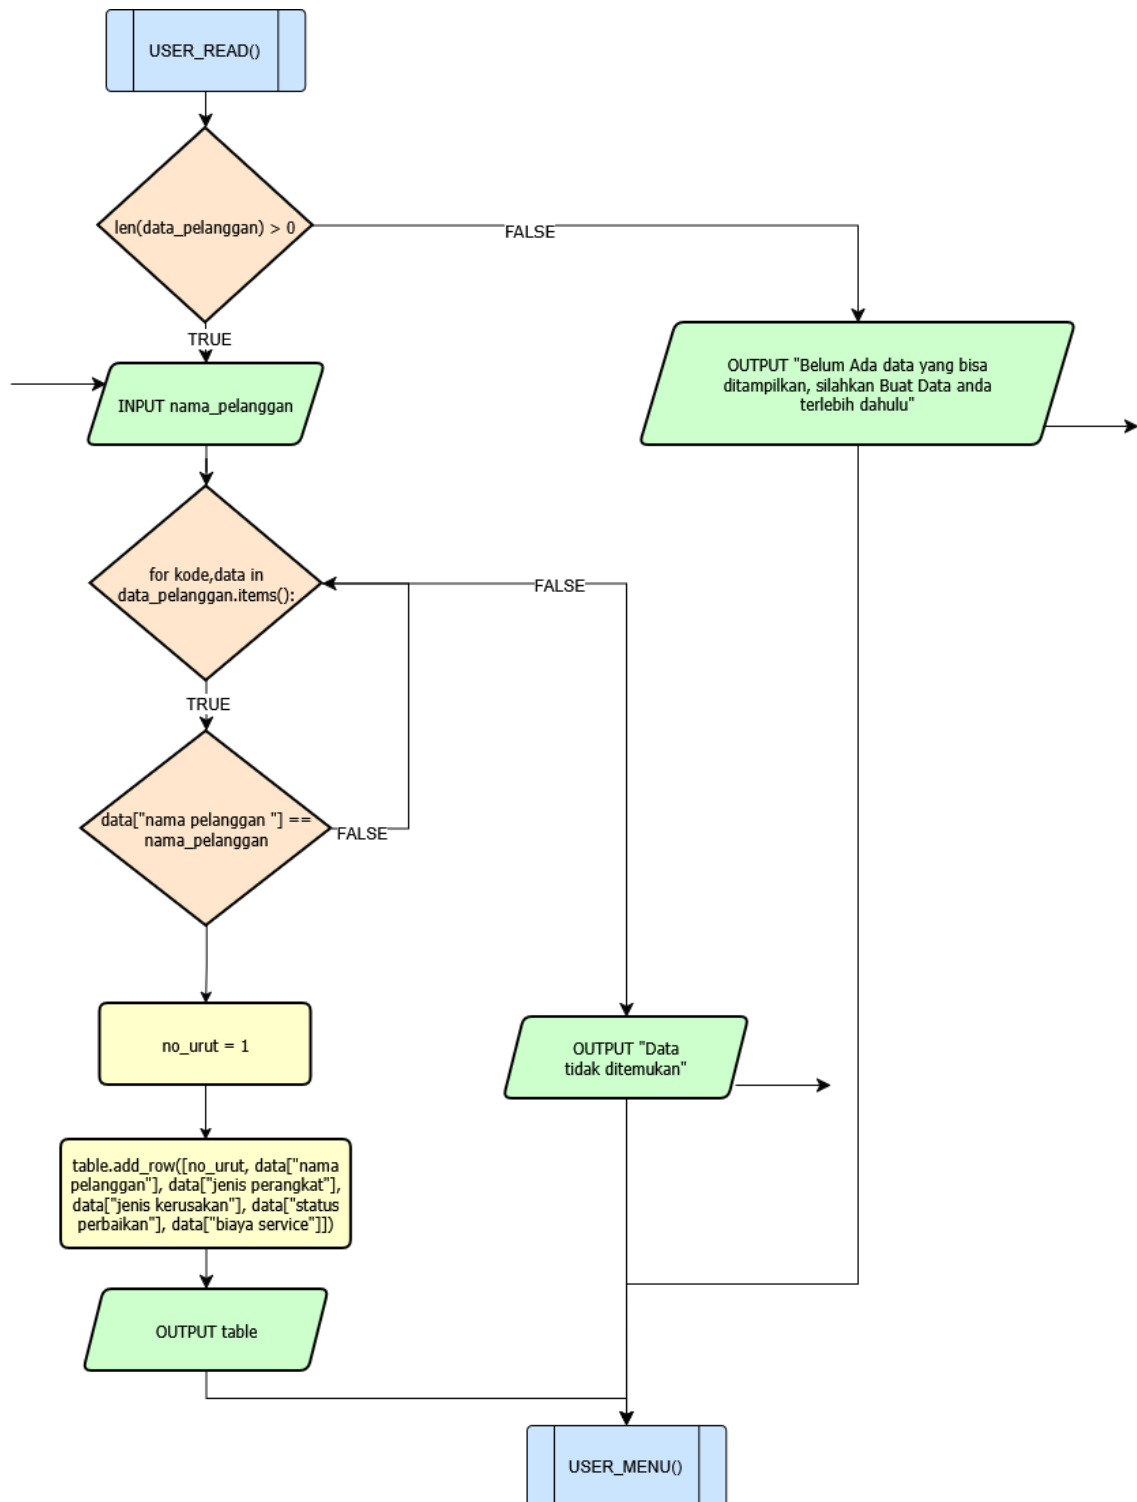 USER_READ()
len(data_pelanggan) > 0
FALSE
TRUE
OUTPUT "Belum Ada data yang bisa
ditampilkan, silahkan Buat Data anda
terlebih dahulu"
INPUT nama_pelanggan
for kode,data in
data_pelanggan.items():
FALSE
TRUE
data["nama pelanggan "] ==
nama_pelanggan
FALSE
no_urut = 1
OUTPUT "Data
tidak ditemukan"
table.add_row([no_urut, data["nama
pelanggan"], data["jenis perangkat"],
data["jenis kerusakan"], data["status
perbaikan"], data["biaya service"]])
OUTPUT table
USER_MENU()